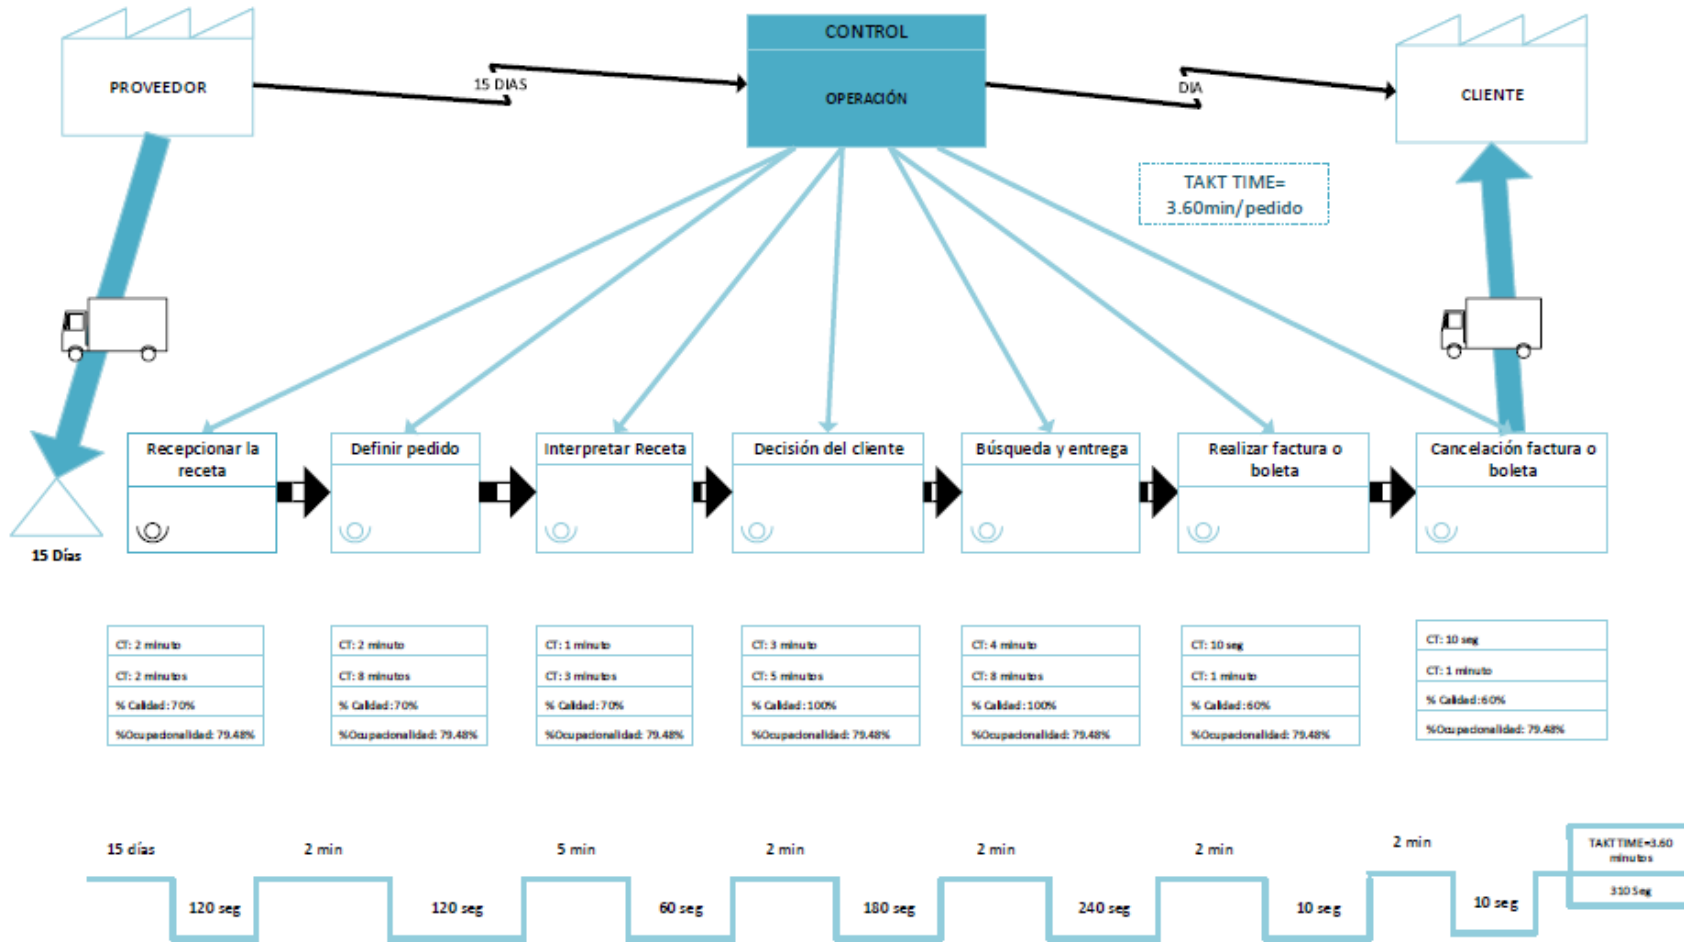 PROVEEDOR
15 DIAS
CONTROL
OPERACIÓN
DIA
CLIENTE
TAKT TIME=
3.60min/pedido
15 Días
Recepcionar la
receta
Definir pedido
Interpretar Receta
Decisión del cliente
Búsqueda y entrega
Realizar factura o
boleta
Cancelación factura o
boleta
CT: 2 minuto
CT: 2 minutos
% Calidad: 70%
%Ocupacionalidad: 79.48%
CT: 2 minuto
CT: 8 minutos
% Calidad: 70%
%Ocupacionalidad: 79.48%
CT: 1 minuto
CT: 3 minutos
% Calidad: 70%
%Ocupacionalidad: 79.48%
CT: 3 minuto
CT: 5 minutos
% Calidad: 100%
%Ocupacionalidad: 79.48%
CT: 4 minuto
CT: 8 minutos
% Calidad: 100%
%Ocupacionalidad: 79.48%
CT: 10 seg
CT: 1 minuto
% Calidad: 60%
%Ocupacionalidad: 79.48%
CT: 10 seg
CT: 1 minuto
% Calidad: 60%
%Ocupacionalidad: 79.48%
15 días
120 seg
2 min
120 seg
5 min
60 seg
2 min
180 seg
2 min
240 seg
2 min
10 seg
2 min
10 seg
TAKT TIME=3.60
minutos
310 Seg